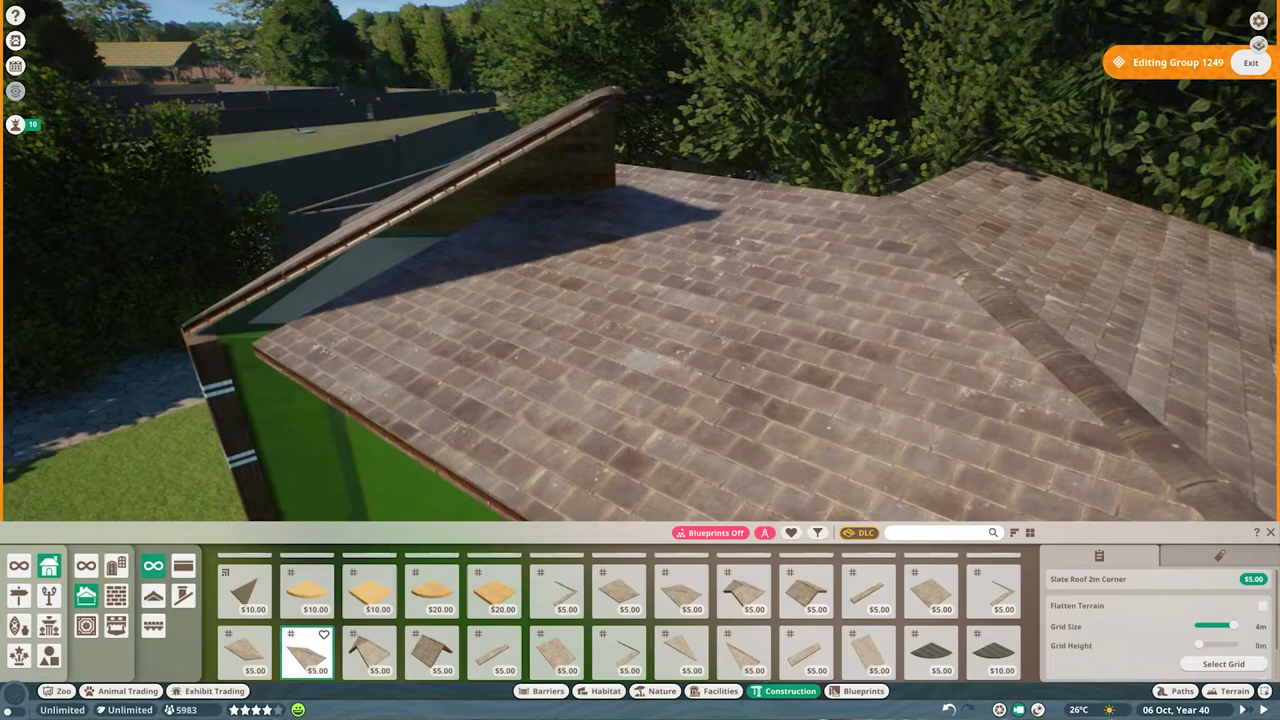 ?
10
Editing Group 1249 Exit
Blueprints Off DLC ?
$10.00 $10.00 $10.00 $20.00 $20.00 $5.00 $5.00 $5.00 $5.00 $5.00 $5.00 $5.00 $5.00
$5.00 $5.00 $5.00 $5.00 $5.00 $5.00 $5.00 $5.00 $5.00 $5.00 $5.00 $5.00 $10.00
Slate Roof 2m Corner $5.00
Flatten Terrain
Grid Size 4m
Grid Height 0m
Select Grid
Zoo Animal Trading Exhibit Trading Barriers Habitat Nature Facilities Construction Blueprints Paths Terrain
Unlimited Unlimited 5983 26°C 06 Oct, Year 40